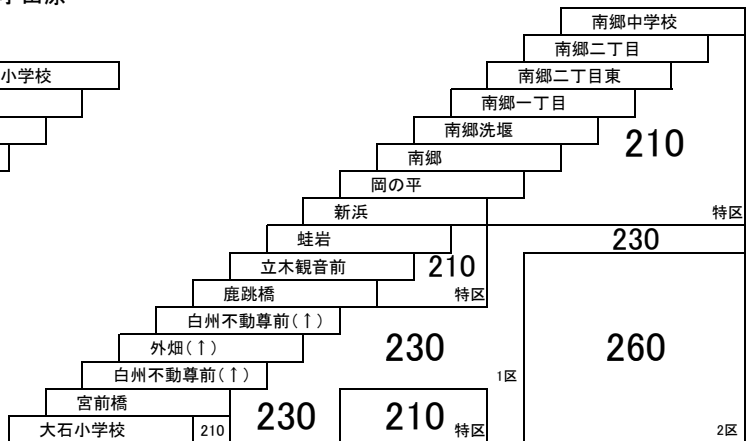 南郷中学校
南郷二丁目
小学校
南郷二丁目東
南郷一丁目
南郷洗堰
210
南郷
岡の平
新浜
特区
蛙岩
230
立木観音前
210
鹿跳橋
特区
白州不動尊前(↑)
外畑(↑)
230
260
白州不動尊前(↑)
1区
宮前橋
230
210
大石小学校
210
特区
2区